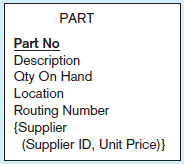 PART
Part No
Description
Qty On Hand
Location
Routing Number
{Supplier
(Supplier ID, Unit Price)}